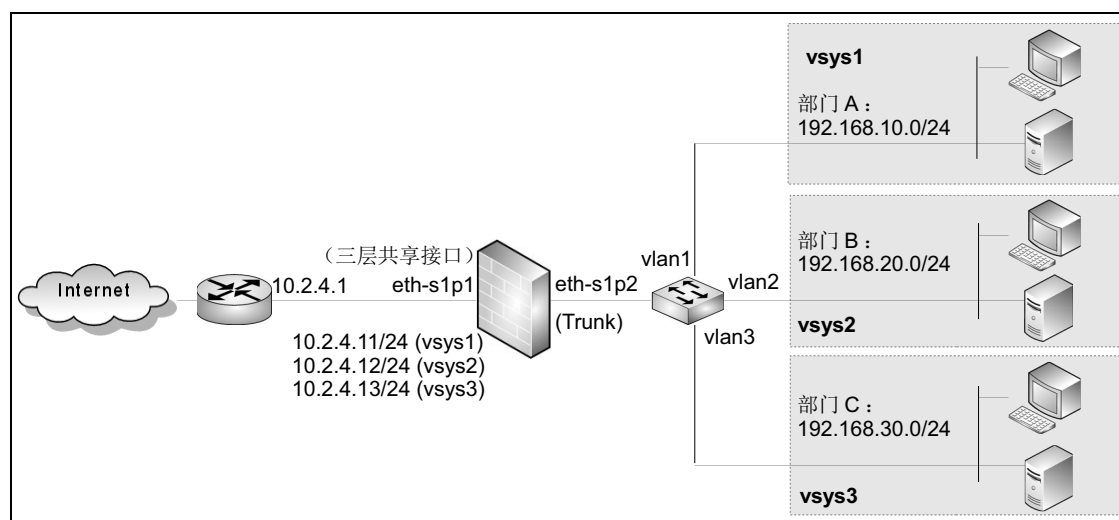 Internet
10.2.4.1
（三层共享接口）
eth-s1p1
10.2.4.11/24 (vsys1)
10.2.4.12/24 (vsys2)
10.2.4.13/24 (vsys3)
eth-s1p2
(Trunk)
vlan1
vlan2
vlan3
vsys1
部门 A：
192.168.10.0/24
部门 B：
192.168.20.0/24
vsys2
部门 C：
192.168.30.0/24
vsys3